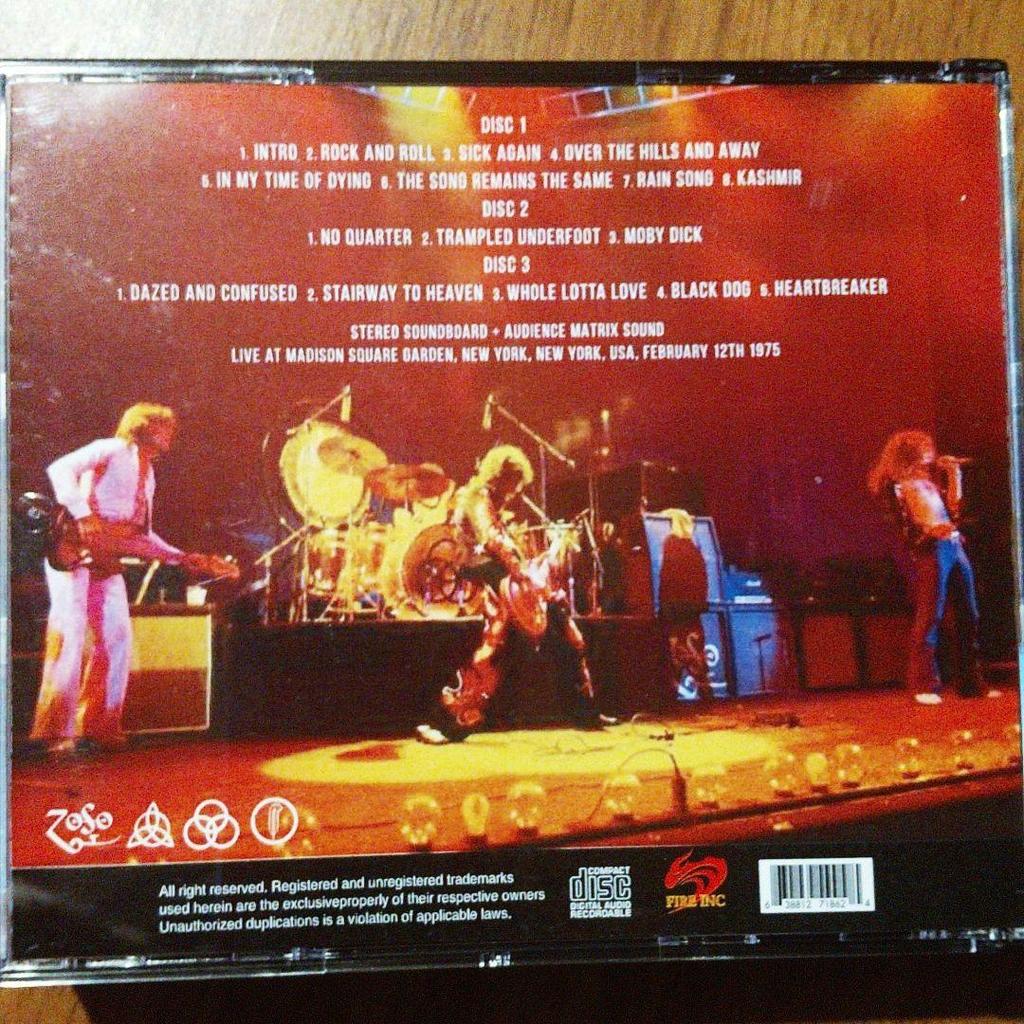 DISC 1
1. INTRO 2. ROCK AND ROLL 3. SICK AGAIN 4. OVER THE HILLS AND AWAY
5. IN MY TIME OF DYING 6. THE SONG REMAINS THE SAME 7. RAIN SONG 8. KASHMIR
DISC 2
1. NO QUARTER 2. TRAMPLED UNDERFOOT 3. MOBY DICK
DISC 3
1. DAZED AND CONFUSED 2. STAIRWAY TO HEAVEN 3. WHOLE LOTTA LOVE 4. BLACK DOG 5. HEARTBREAKER
STEREO SOUNDBOARD + AUDIENCE MATRIX SOUND
LIVE AT MADISON SQUARE GARDEN, NEW YORK, NEW YORK, USA, FEBRUARY 12TH 1975
ZoSo
All right reserved. Registered and unregistered trademarks
used herein are the exclusiveproperly of their respective owners
Unauthorized duplications is a violation of applicable laws.
COMPACT
disc
DIGITAL AUDIO
RECORDABLE
FIRE INC
6 38812 71862 4